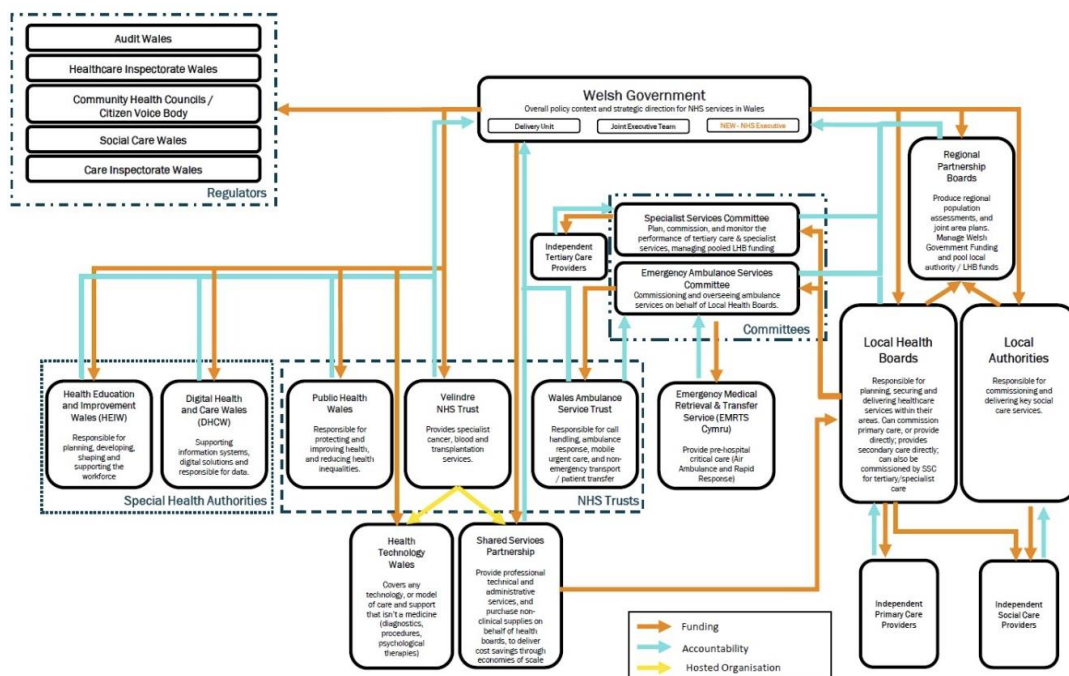 Audit Wales
Healthcare Inspectorate Wales
Community Health Councils /
Citizen Voice Body
Social Care Wales
Care Inspectorate Wales
Regulators
Welsh Government
Overall policy context and strategic direction for NHS services in Wales
Delivery Unit
Joint Executive Team
NEW - NHS Executive
Regional
Partnership
Boards
Produce regional
population
assessments, and
joint area plans.
Manage Welsh
Government Funding
and pool local
authority / LHB funds
Independent
Tertiary Care
Providers
Specialist Services Committee
Plan, commission, and monitor the
performance of tertiary care & specialist
services, managing pooled LHB funding
Emergency Ambulance Services
Committee
Commissioning and overseeing ambulance
services on behalf of Local Health Boards.
Committees
Health Education
and Improvement
Wales (HEIW)
Responsible for
planning, developing,
shaping and
supporting the
workforce
Digital Health
and Care Wales
(DHCW)
Supporting
information systems,
digital solutions and
responsible for data.
Special Health Authorities
Public Health
Wales
Responsible for
protecting and
improving health,
and reducing health
inequalities.
Velindre
NHS Trust
Provides specialist
cancer, blood and
transplantation
services.
Wales Ambulance
Service Trust
Responsible for call
handling, ambulance
response, mobile
urgent care, and non-
emergency transport
/ patient transfer
NHS Trusts
Emergency Medical
Retrieval & Transfer
Service (EMRTS
Cymru)
Provide pre-hospital
critical care (Air
Ambulance and Rapid
Response)
Local Health
Boards
Responsible for
planning, securing and
delivering healthcare
services within their
areas. Can commission
primary care, or provide
directly; provides
secondary care directly;
can also be
commissioned by SSC
for tertiary/specialist
care
Local
Authorities
Responsible for
commissioning and
delivering key social
care services.
Health
Technology
Wales
Covers any
technology, or model
of care and support
that isn't a medicine
(diagnostics,
procedures,
psychological
therapies)
Shared Services
Partnership
Provide professional
technical and
administrative
services, and
purchase non-
clinical supplies on
behalf of health
boards, to deliver
cost savings through
economies of scale
Independent
Primary Care
Providers
Independent
Social Care
Providers
Funding
Accountability
Hosted Organisation